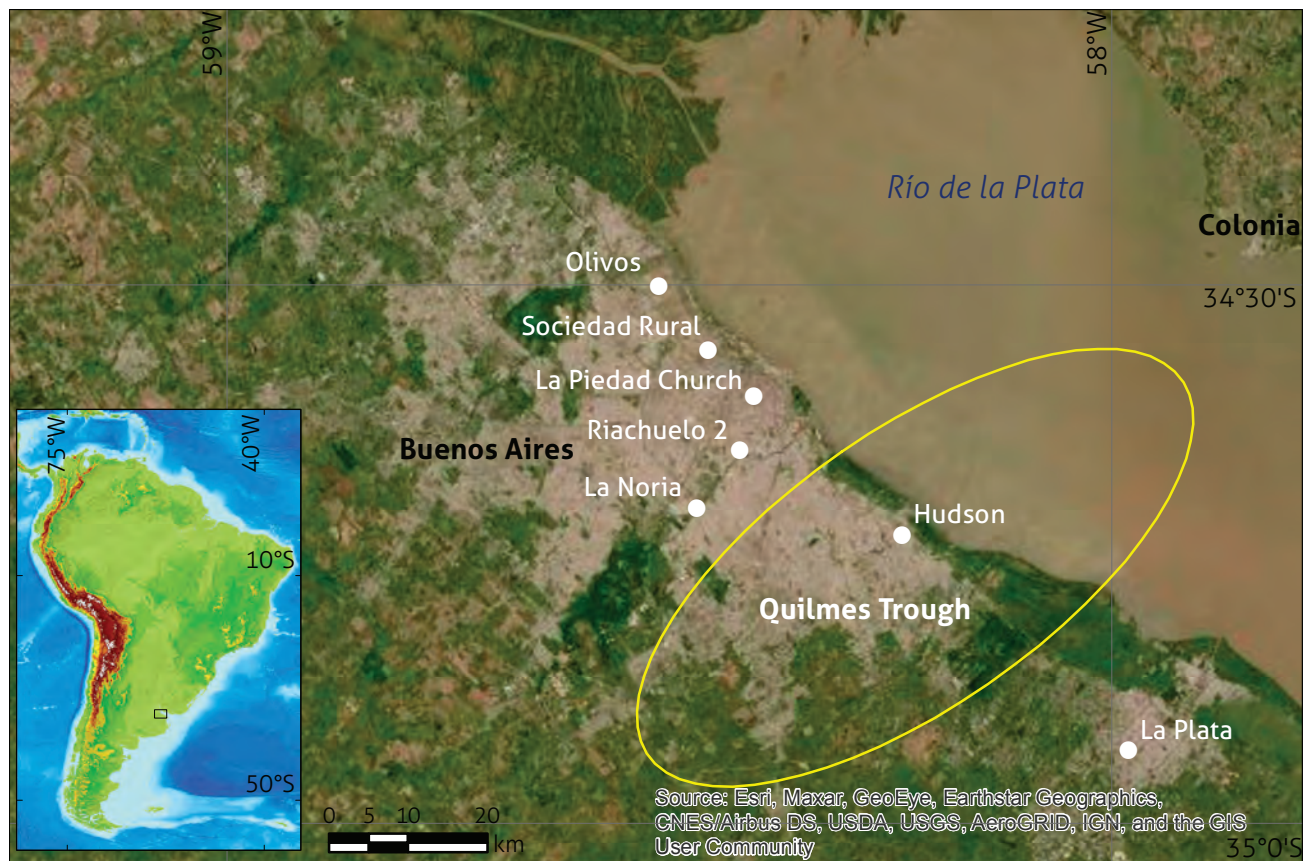 59°W
58°W
Río de la Plata
Colonia
Olivos
34°30'S
Sociedad Rural
La Piedad Church
Riachuelo 2
Buenos Aires
La Noria
Hudson
Quilmes Trough
La Plata
75°W
40°W
10°S
50°S
0 5 10 20
km
Source: Esri, Maxar, GeoEye, Earthstar Geographics,
CNES/Airbus DS, USDA, USGS, AeroGRID, IGN, and the GIS
User Community
35°0'S